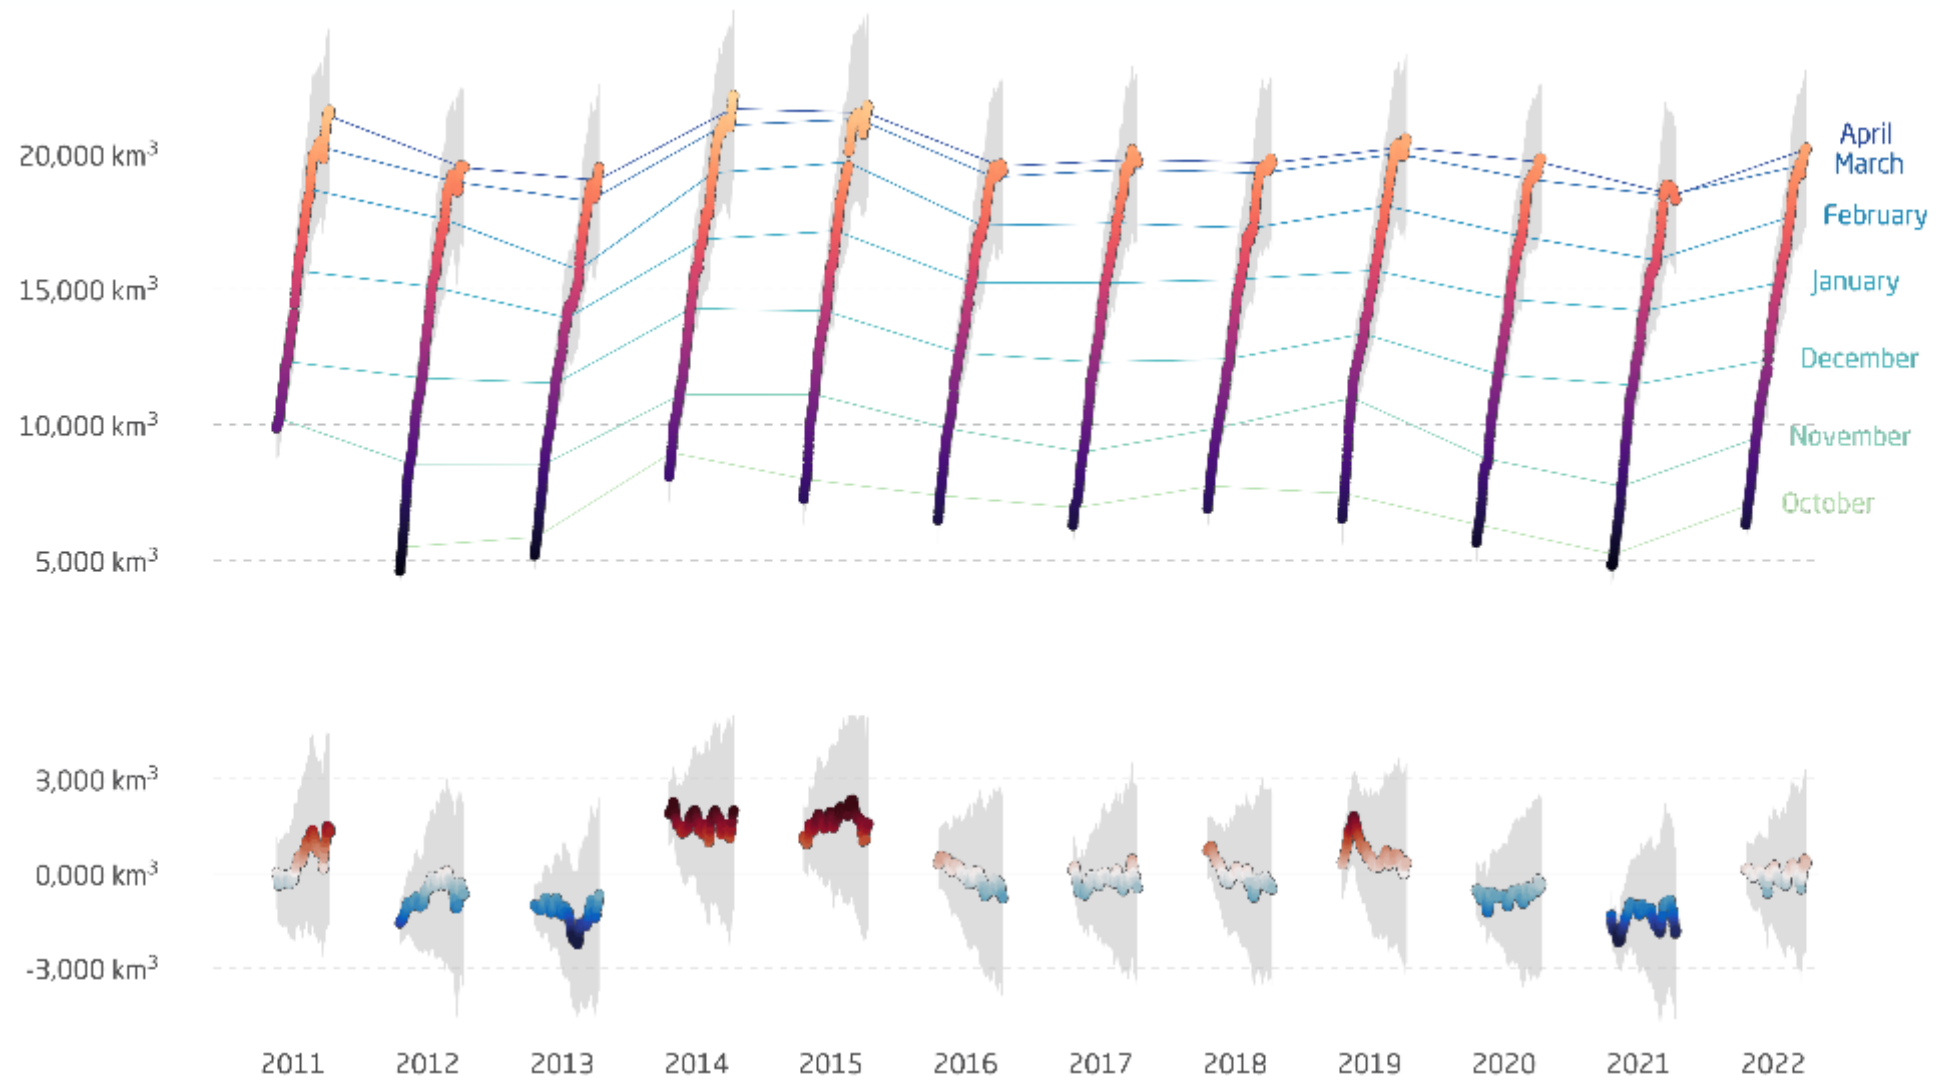 20,000 km³
15,000 km³
10,000 km³
5,000 km³
April
March
February
January
December
November
October
3,000 km³
0,000 km³
-3,000 km³
2011 2012 2013 2014 2015 2016 2017 2018 2019 2020 2021 2022